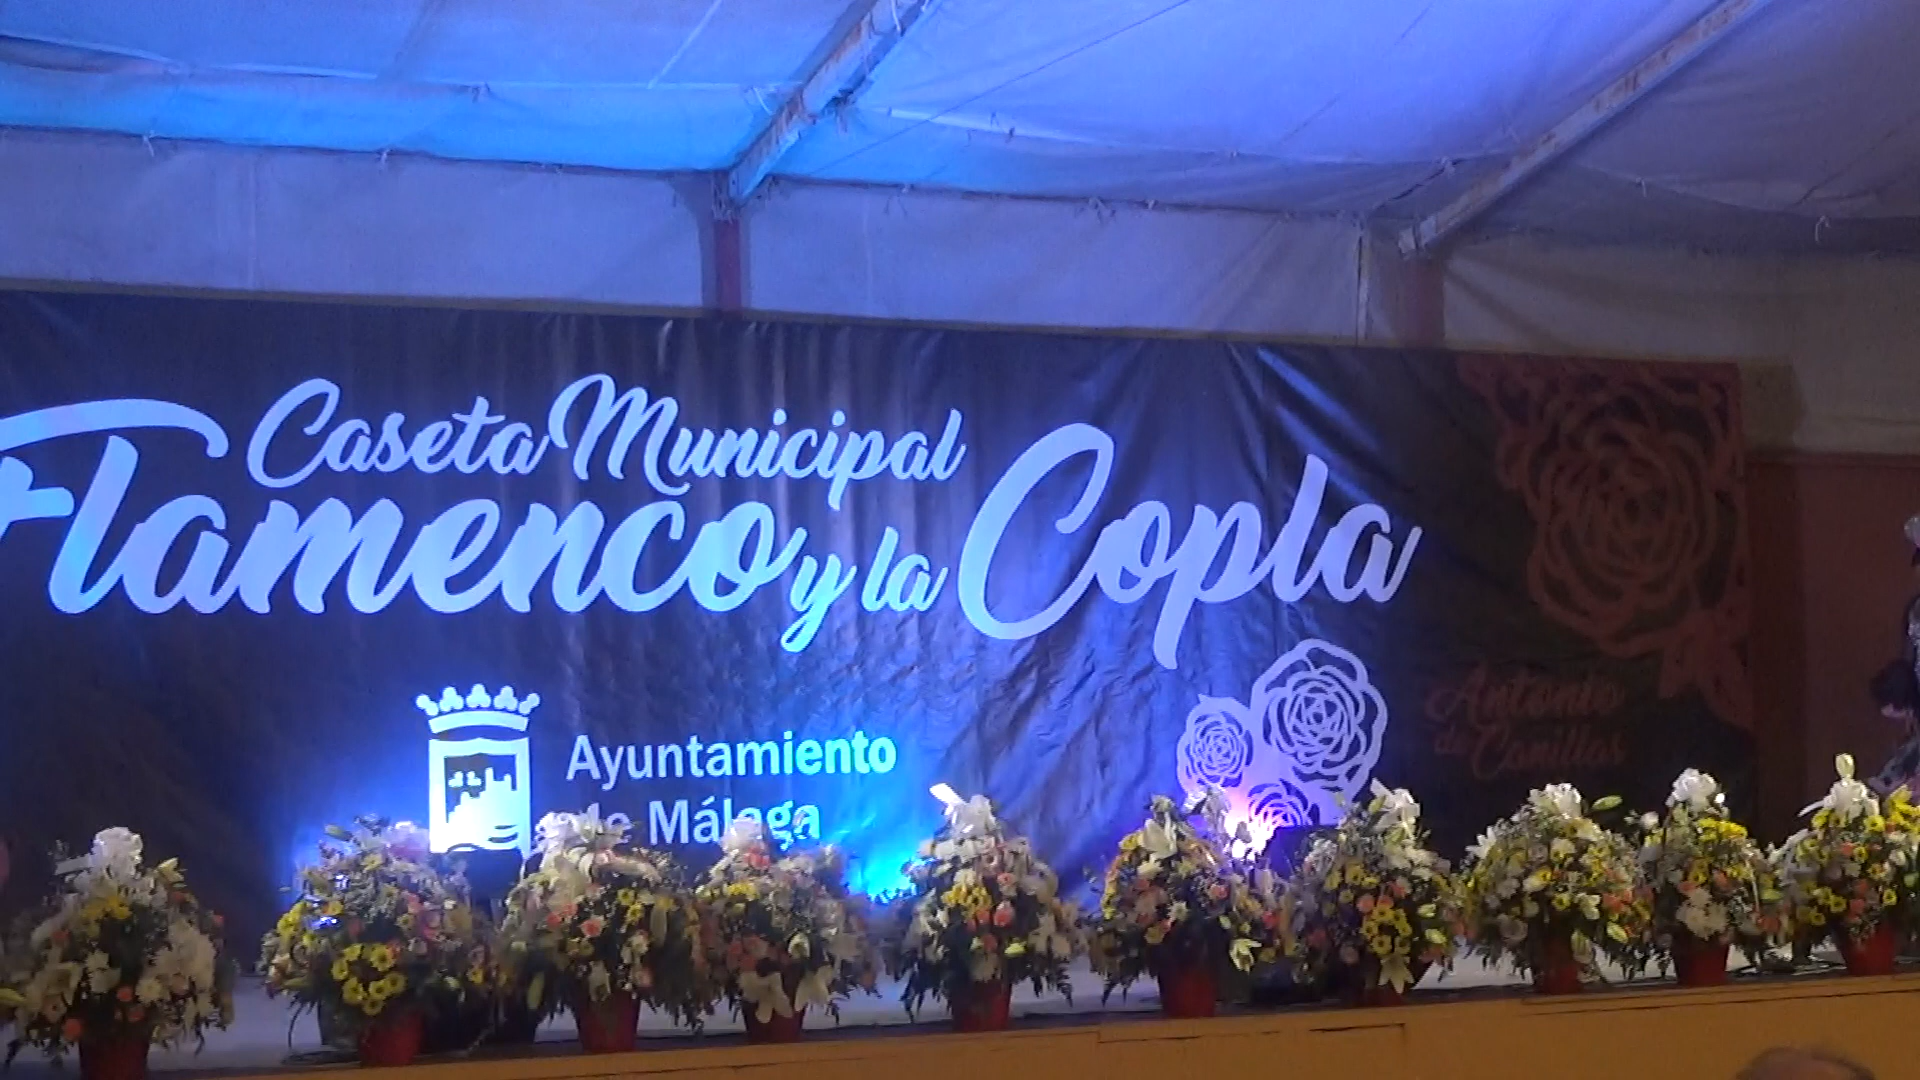 Caseta Municipal
Flamenco y la Copla
Ayuntamiento
de Málaga
Antonio
de Canillas